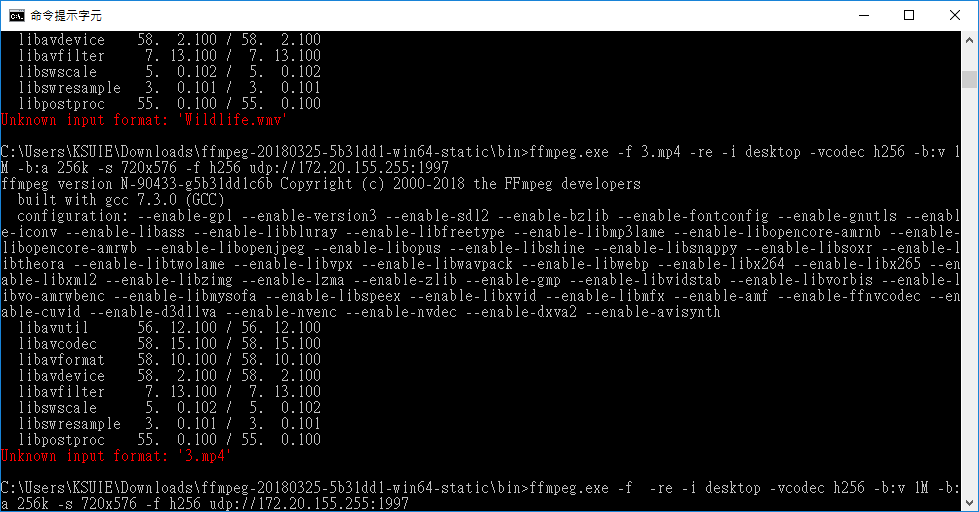 命令提示字元
  libavdevice    58.  2.100 / 58.  2.100
  libavfilter     7. 13.100 /  7. 13.100
  libswscale      5.  0.102 /  5.  0.102
  libswresample   3.  0.101 /  3.  0.101
  libpostproc    55.  0.100 / 55.  0.100
Unknown input format: 'Wildlife.wmv'
C:\Users\KSUIE\Downloads\ffmpeg-20180325-5b31dd1-win64-static\bin>ffmpeg.exe -f 3.mp4 -re -i desktop -vcodec h256 -b:v 1
M -b:a 256k -s 720x576 -f h256 udp://172.20.155.255:1997
ffmpeg version N-90433-g5b31dd1c6b Copyright (c) 2000-2018 the FFmpeg developers
  built with gcc 7.3.0 (GCC)
  configuration: --enable-gpl --enable-version3 --enable-sdl2 --enable-bzlib --enable-fontconfig --enable-gnutls --enabl
e-iconv --enable-libass --enable-libbluray --enable-libfreetype --enable-libmp3lame --enable-libopencore-amrnb --enable-
libopencore-amrwb --enable-libopenjpeg --enable-libopus --enable-libshine --enable-libsnappy --enable-libsoxr --enable-l
ibtheora --enable-libtwolame --enable-libvpx --enable-libwavpack --enable-libwebp --enable-libx264 --enable-libx265 --en
able-libxml2 --enable-libzimg --enable-lzma --enable-zlib --enable-gmp --enable-libvidstab --enable-libvorbis --enable-l
ibvo-amrwbenc --enable-libmysofa --enable-libspeex --enable-libxvid --enable-libmfx --enable-amf --enable-ffnvcodec --en
able-cuvid --enable-d3d11va --enable-nvenc --enable-nvdec --enable-dxva2 --enable-avisynth
  libavutil      56. 12.100 / 56. 12.100
  libavcodec     58. 15.100 / 58. 15.100
  libavformat    58. 10.100 / 58. 10.100
  libavdevice    58.  2.100 / 58.  2.100
  libavfilter     7. 13.100 /  7. 13.100
  libswscale      5.  0.102 /  5.  0.102
  libswresample   3.  0.101 /  3.  0.101
  libpostproc    55.  0.100 / 55.  0.100
Unknown input format: '3.mp4'
C:\Users\KSUIE\Downloads\ffmpeg-20180325-5b31dd1-win64-static\bin>ffmpeg.exe -f  -re -i desktop -vcodec h256 -b:v 1M -b:
a 256k -s 720x576 -f h256 udp://172.20.155.255:1997